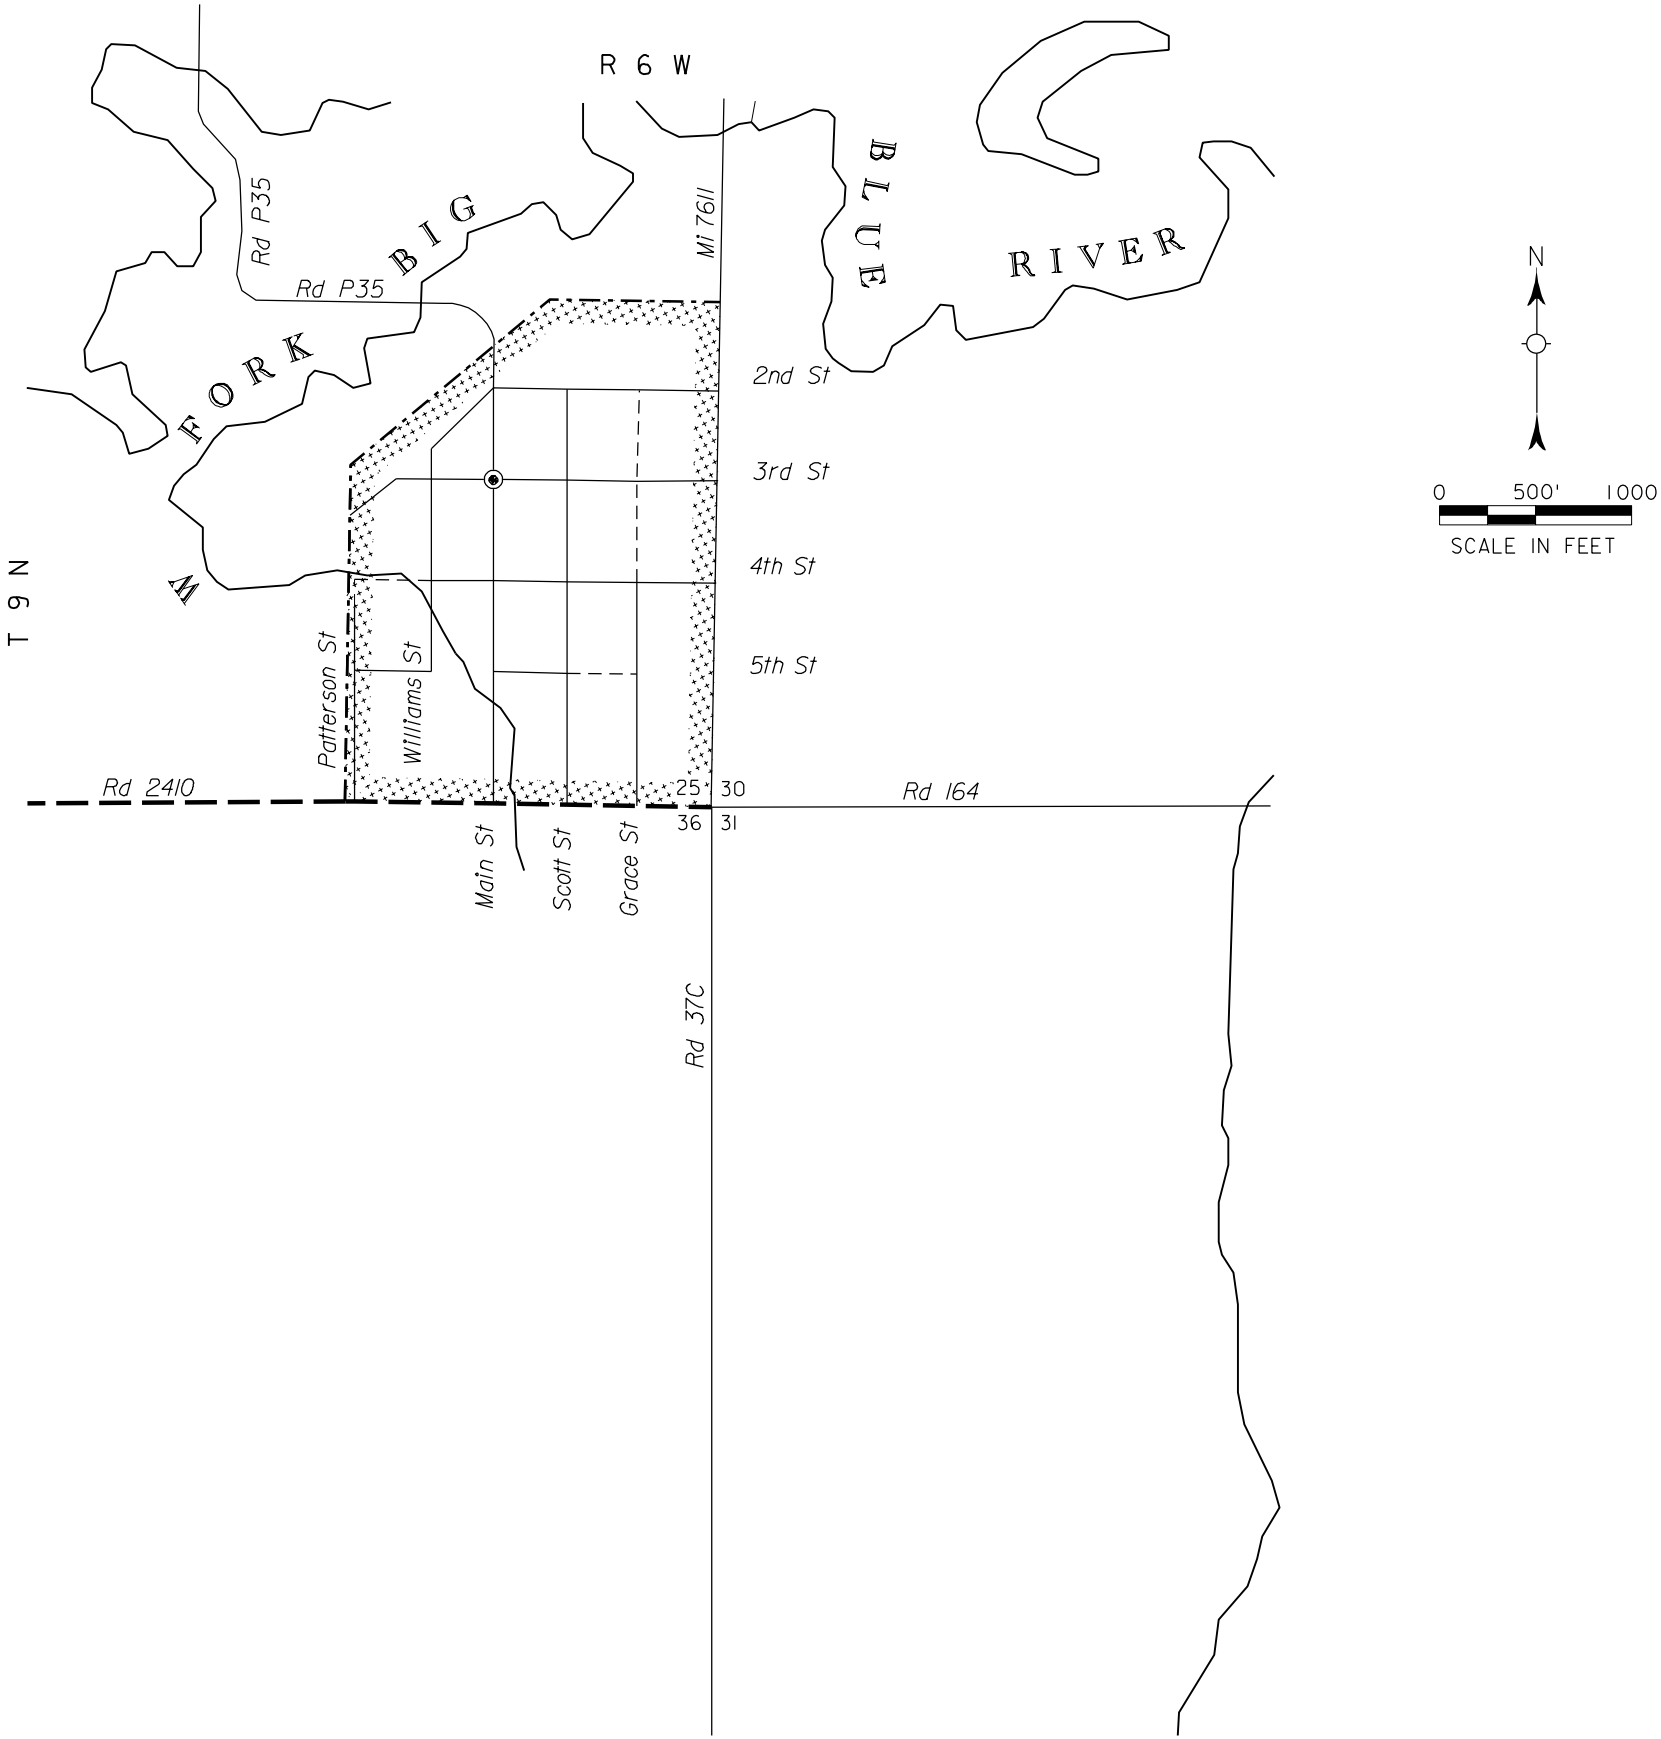 R 6 W
BLUE
RIVER
W FORK BIG
Rd P35
Rd P35
Mi 7611
N
2nd St
3rd St
4th St
5th St
0 500' 1000
SCALE IN FEET
T 9 N
Patterson St
Williams St
Rd 2410
25 30
36 31
Rd 164
Main St
Scott St
Grace St
Rd 37C